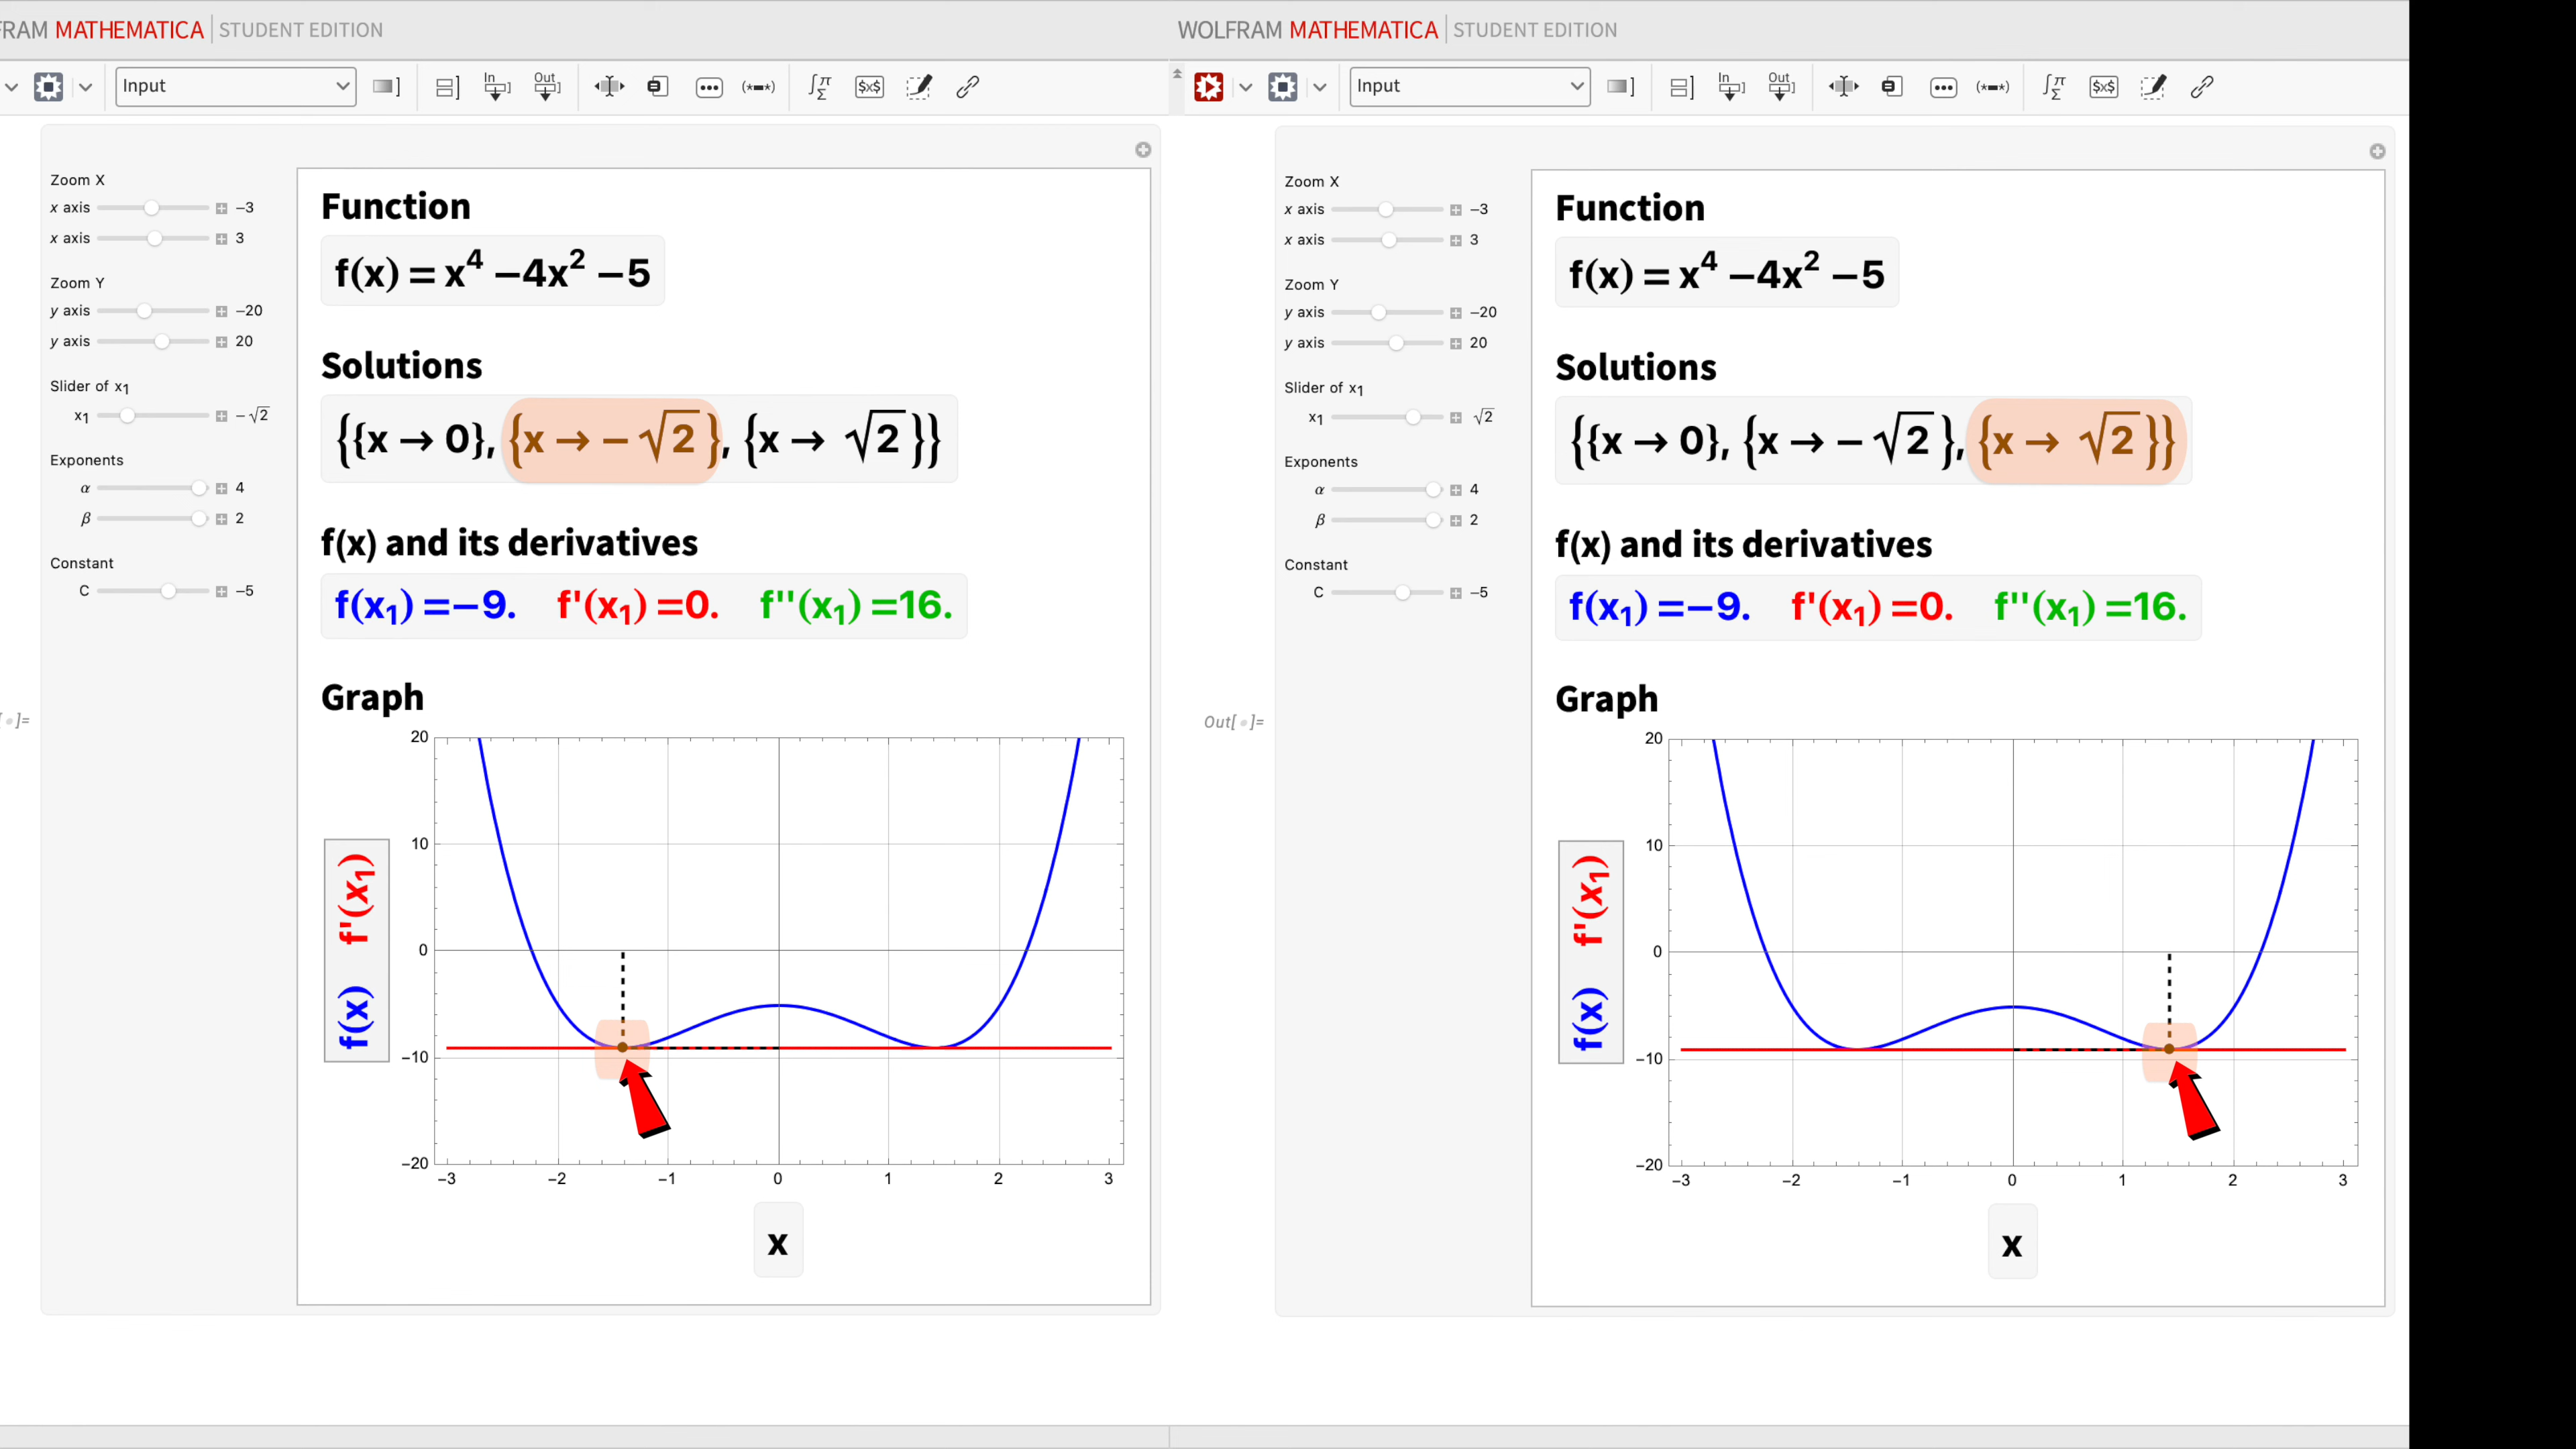 FRAM MATHEMATICA | STUDENT EDITION
Input
In
Out
$x$
Zoom X
x axis −3
x axis 3
Zoom Y
y axis −20
y axis 20
Slider of x₁
x₁ −√2
Exponents
α 4
β 2
Constant
C −5
Function
f(x) = x⁴ −4x² −5
Solutions
{{x → 0}, {x → −√2}, {x → √2}}
f(x) and its derivatives
f(x₁) =−9. f'(x₁) =0. f''(x₁) =16.
Graph
[•]=
f(x) f'(x₁)
20
10
0
−10
−20
−3 −2 −1 0 1 2 3
x
WOLFRAM MATHEMATICA | STUDENT EDITION
Input
In
Out
$x$
Zoom X
x axis −3
x axis 3
Zoom Y
y axis −20
y axis 20
Slider of x₁
x₁ √2
Exponents
α 4
β 2
Constant
C −5
Function
f(x) = x⁴ −4x² −5
Solutions
{{x → 0}, {x → −√2}, {x → √2}}
f(x) and its derivatives
f(x₁) =−9. f'(x₁) =0. f''(x₁) =16.
Graph
Out[•]=
f(x) f'(x₁)
20
10
0
−10
−20
−3 −2 −1 0 1 2 3
x